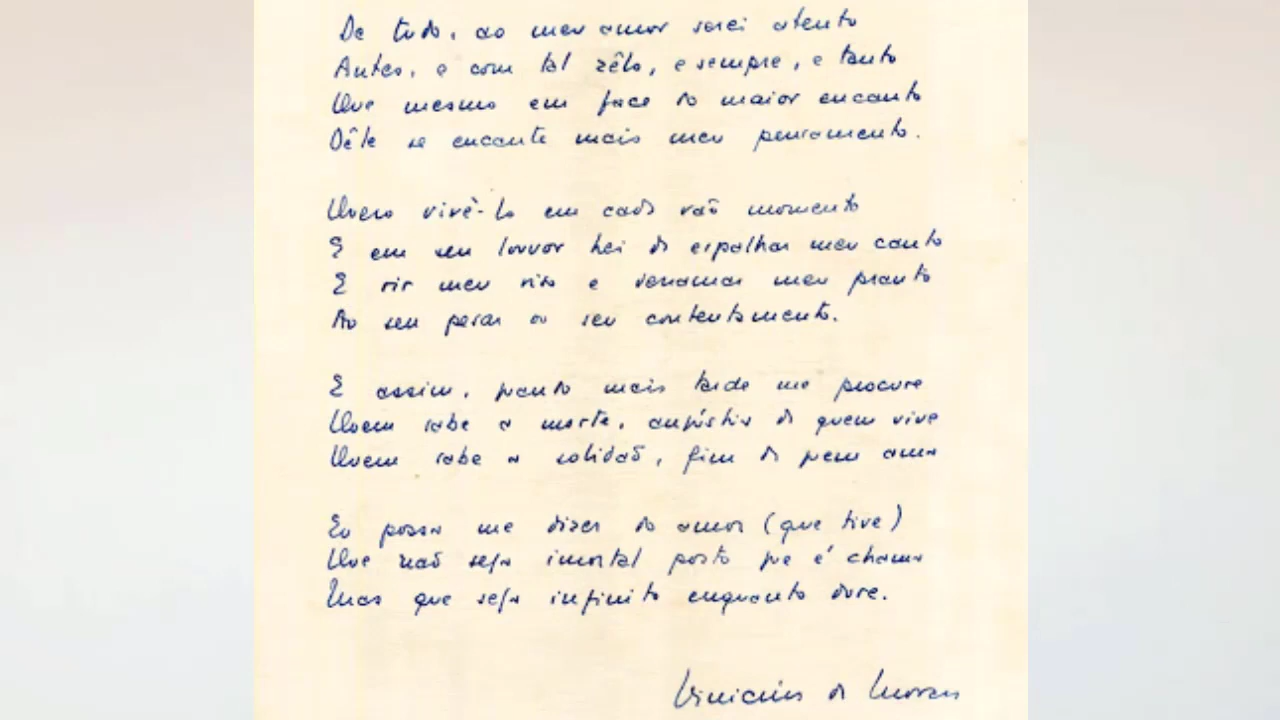 De tudo, ao meu amor serei atento
Antes, e com tal zêlo, e sempre, e tanto
Que mesmo em face do maior encanto
Dêle se encante mais meu pensamento.
Quero vivê-lo em cada vão momento
E em seu louvor hei de espalhar meu canto
E rir meu riso e derramar meu pranto
Ao seu pesar ou seu contentamento.
E assim, quanto mais tarde me procure
Quem sabe a morte, angústia de quem vive
Quem sabe a solidão, fim de quem ama
Eu possa me dizer do amor (que tive)
Que não seja imortal posto que é chama
Mas que seja infinito enquanto dure.
Vinicius de Moraes